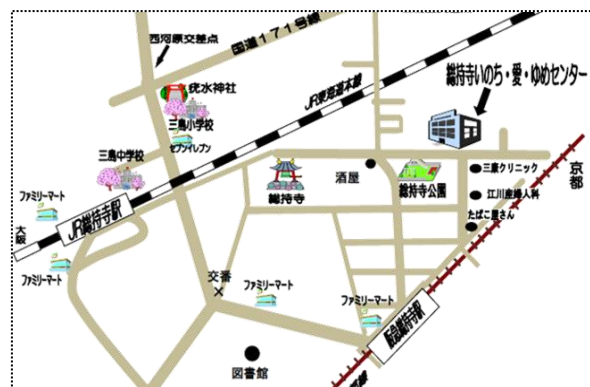 西河原交差点
国道171号線
疣水神社
JR東海道本線
総持寺いのち・愛・ゆめセンター
三島小学校
セブンイレブン
三島中学校
ファミリーマート
JR総持寺駅
大阪
ファミリーマート
総持寺
酒屋
総持寺公園
三康クリニック
江川産婦人科
たばこ屋さん
京都
交番
ファミリーマート
ファミリーマート
阪急総持寺駅
図書館